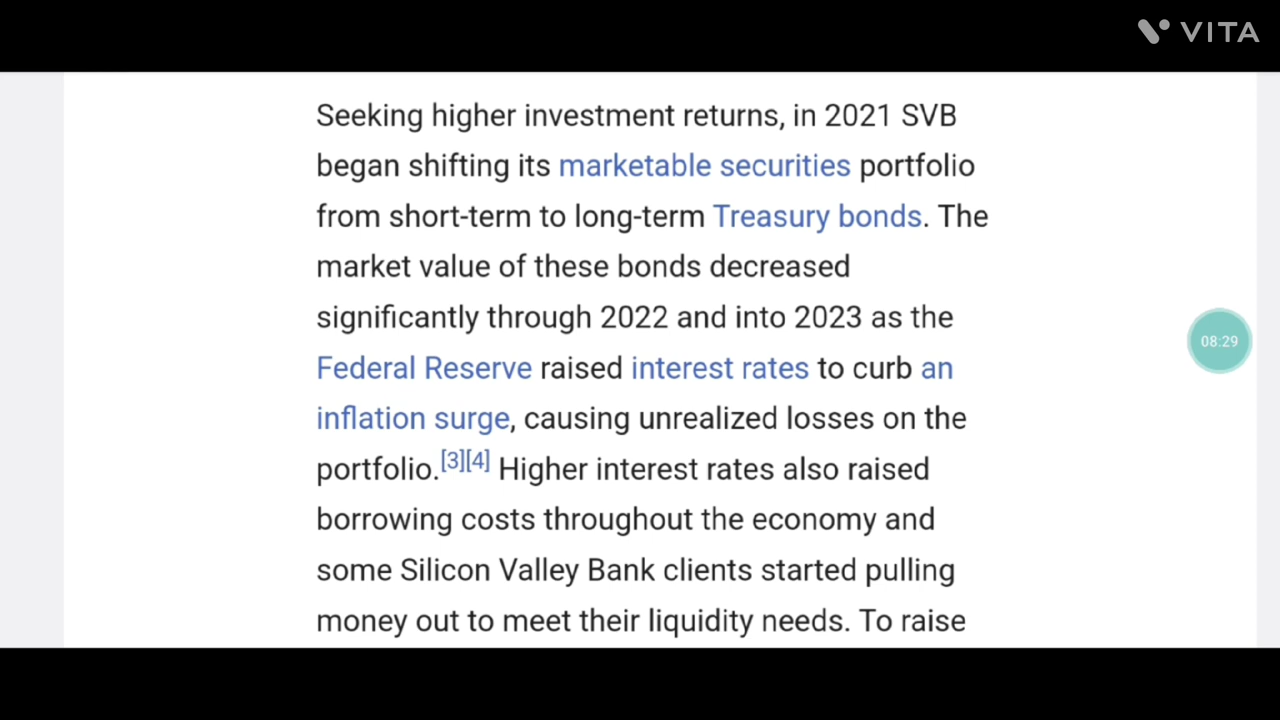 VITA
Seeking higher investment returns, in 2021 SVB
began shifting its marketable securities portfolio
from short-term to long-term Treasury bonds. The
market value of these bonds decreased
significantly through 2022 and into 2023 as the
Federal Reserve raised interest rates to curb an
inflation surge, causing unrealized losses on the
portfolio.[3][4] Higher interest rates also raised
borrowing costs throughout the economy and
some Silicon Valley Bank clients started pulling
money out to meet their liquidity needs. To raise
08:29